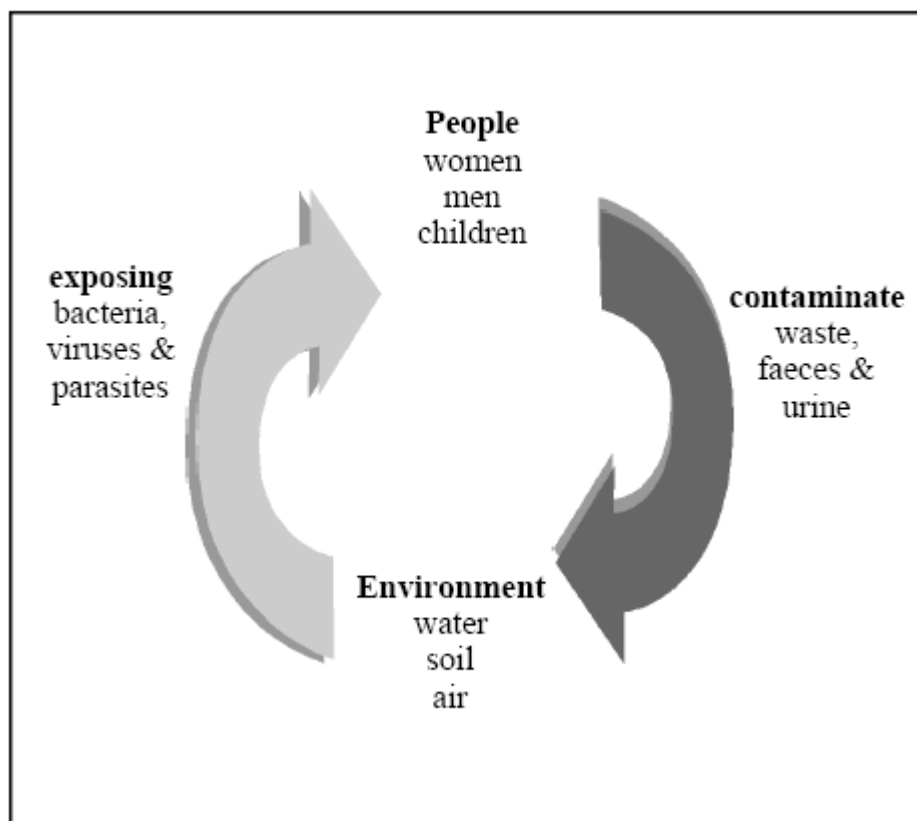 People
women
men
children
exposing
bacteria,
viruses &
parasites
contaminate
waste,
faeces &
urine
Environment
water
soil
air